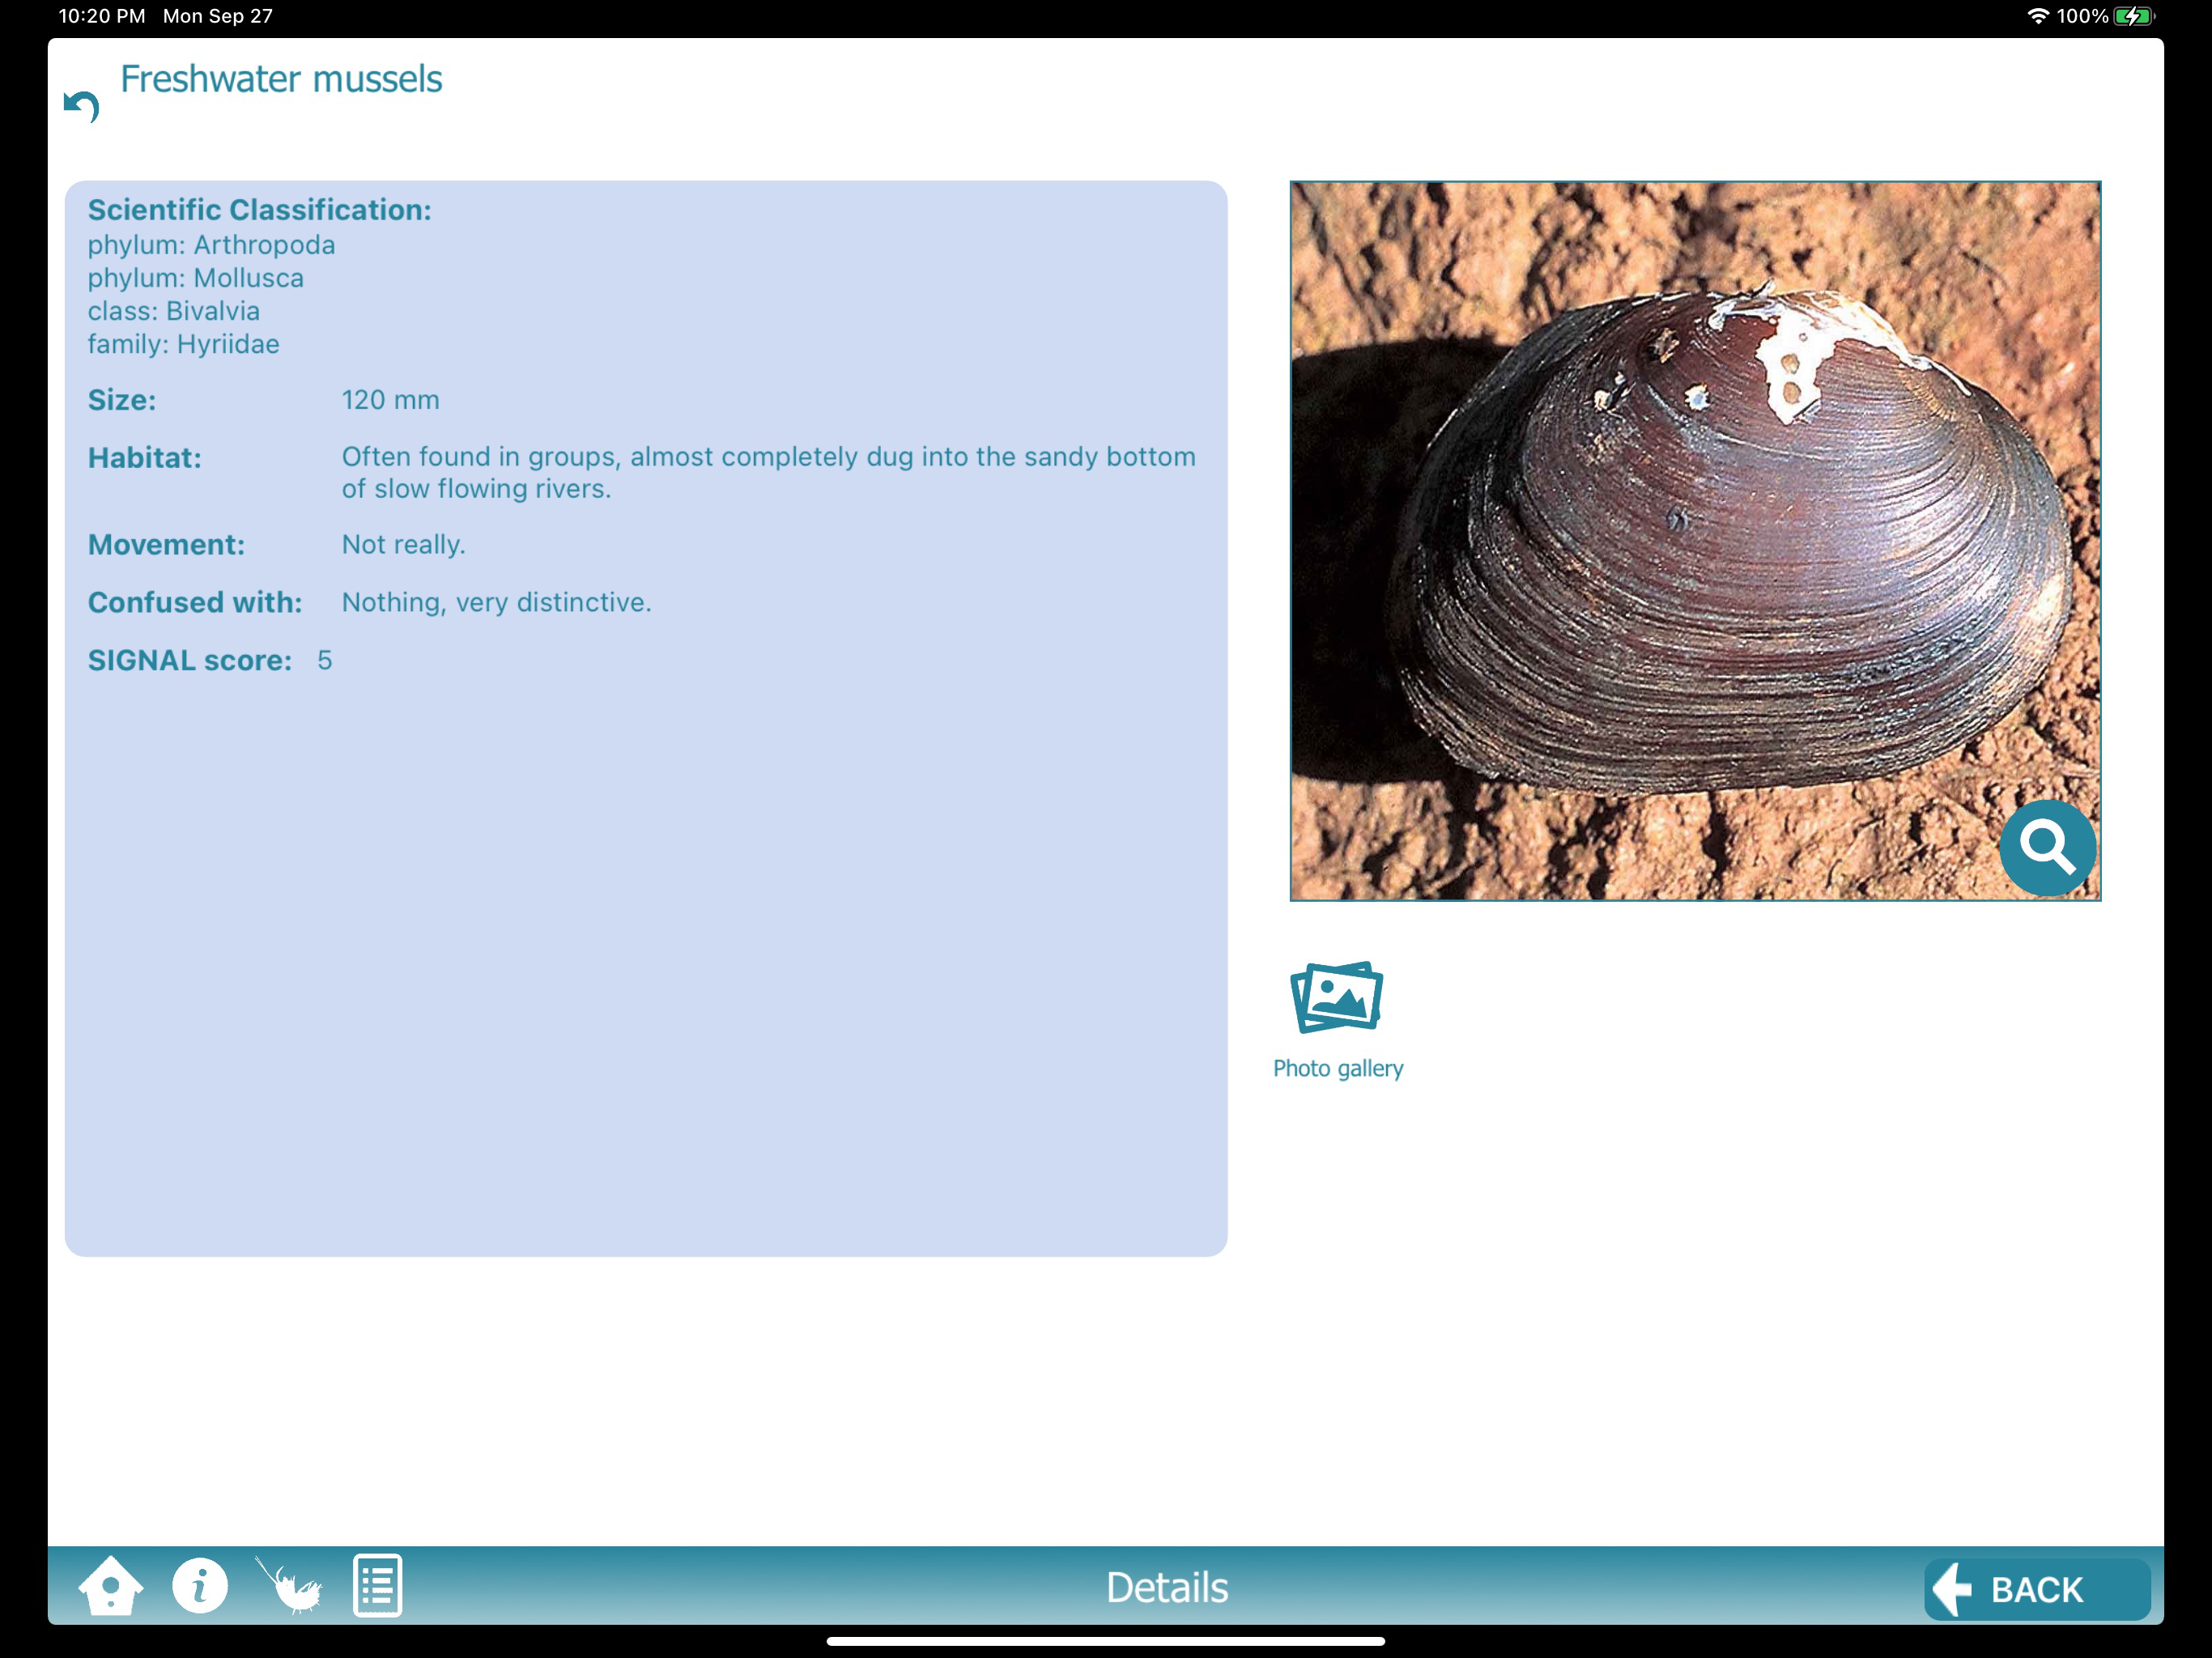 10:20 PM Mon Sep 27
100%
Freshwater mussels
Scientific Classification:
phylum: Arthropoda
phylum: Mollusca
class: Bivalvia
family: Hyriidae
Size: 120 mm
Habitat: Often found in groups, almost completely dug into the sandy bottom
of slow flowing rivers.
Movement: Not really.
Confused with: Nothing, very distinctive.
SIGNAL score: 5
Photo gallery
Details
BACK